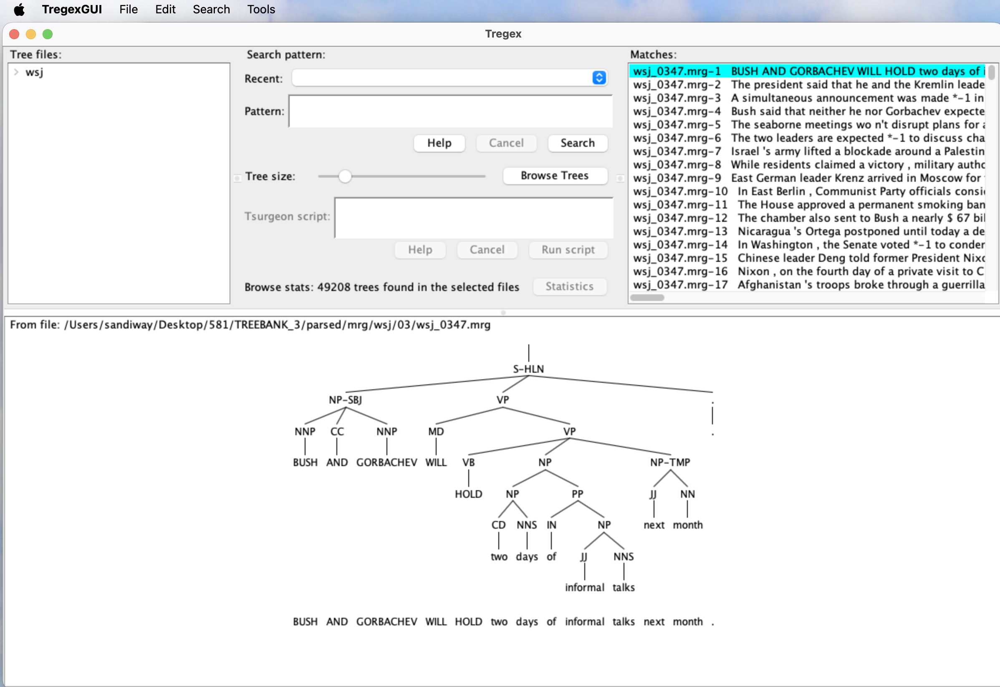 TregexGUI File Edit Search Tools
Tregex
Tree files:
wsj
Search pattern:
Recent:
Pattern:
Help Cancel Search
Tree size: Browse Trees
Tsurgeon script:
Help Cancel Run script
Browse stats: 49208 trees found in the selected files Statistics
Matches:
wsj_0347.mrg-1 BUSH AND GORBACHEV WILL HOLD two days of
wsj_0347.mrg-2 The president said that he and the Kremlin leade
wsj_0347.mrg-3 A simultaneous announcement was made *-1 in
wsj_0347.mrg-4 Bush said that neither he nor Gorbachev expecte
wsj_0347.mrg-5 The seaborne meetings wo n't disrupt plans for
wsj_0347.mrg-6 The two leaders are expected *-1 to discuss cha
wsj_0347.mrg-7 Israel 's army lifted a blockade around a Palestin
wsj_0347.mrg-8 While residents claimed a victory , military autho
wsj_0347.mrg-9 East German leader Krenz arrived in Moscow for
wsj_0347.mrg-10 In East Berlin , Communist Party officials consi
wsj_0347.mrg-11 The House approved a permanent smoking ban
wsj_0347.mrg-12 The chamber also sent to Bush a nearly $ 67 bil
wsj_0347.mrg-13 Nicaragua 's Ortega postponed until today a de
wsj_0347.mrg-14 In Washington , the Senate voted *-1 to conder
wsj_0347.mrg-15 Chinese leader Deng told former President Nixo
wsj_0347.mrg-16 Nixon , on the fourth day of a private visit to C
wsj_0347.mrg-17 Afghanistan 's troops broke through a guerrilla
From file: /Users/sandiway/Desktop/581/TREEBANK_3/parsed/mrg/wsj/03/wsj_0347.mrg
S-HLN
NP-SBJ VP .
NNP CC NNP MD VP .
BUSH AND GORBACHEV WILL VB NP NP-TMP
HOLD NP PP JJ NN
CD NNS IN NP next month
two days of JJ NNS
informal talks
BUSH AND GORBACHEV WILL HOLD two days of informal talks next month .